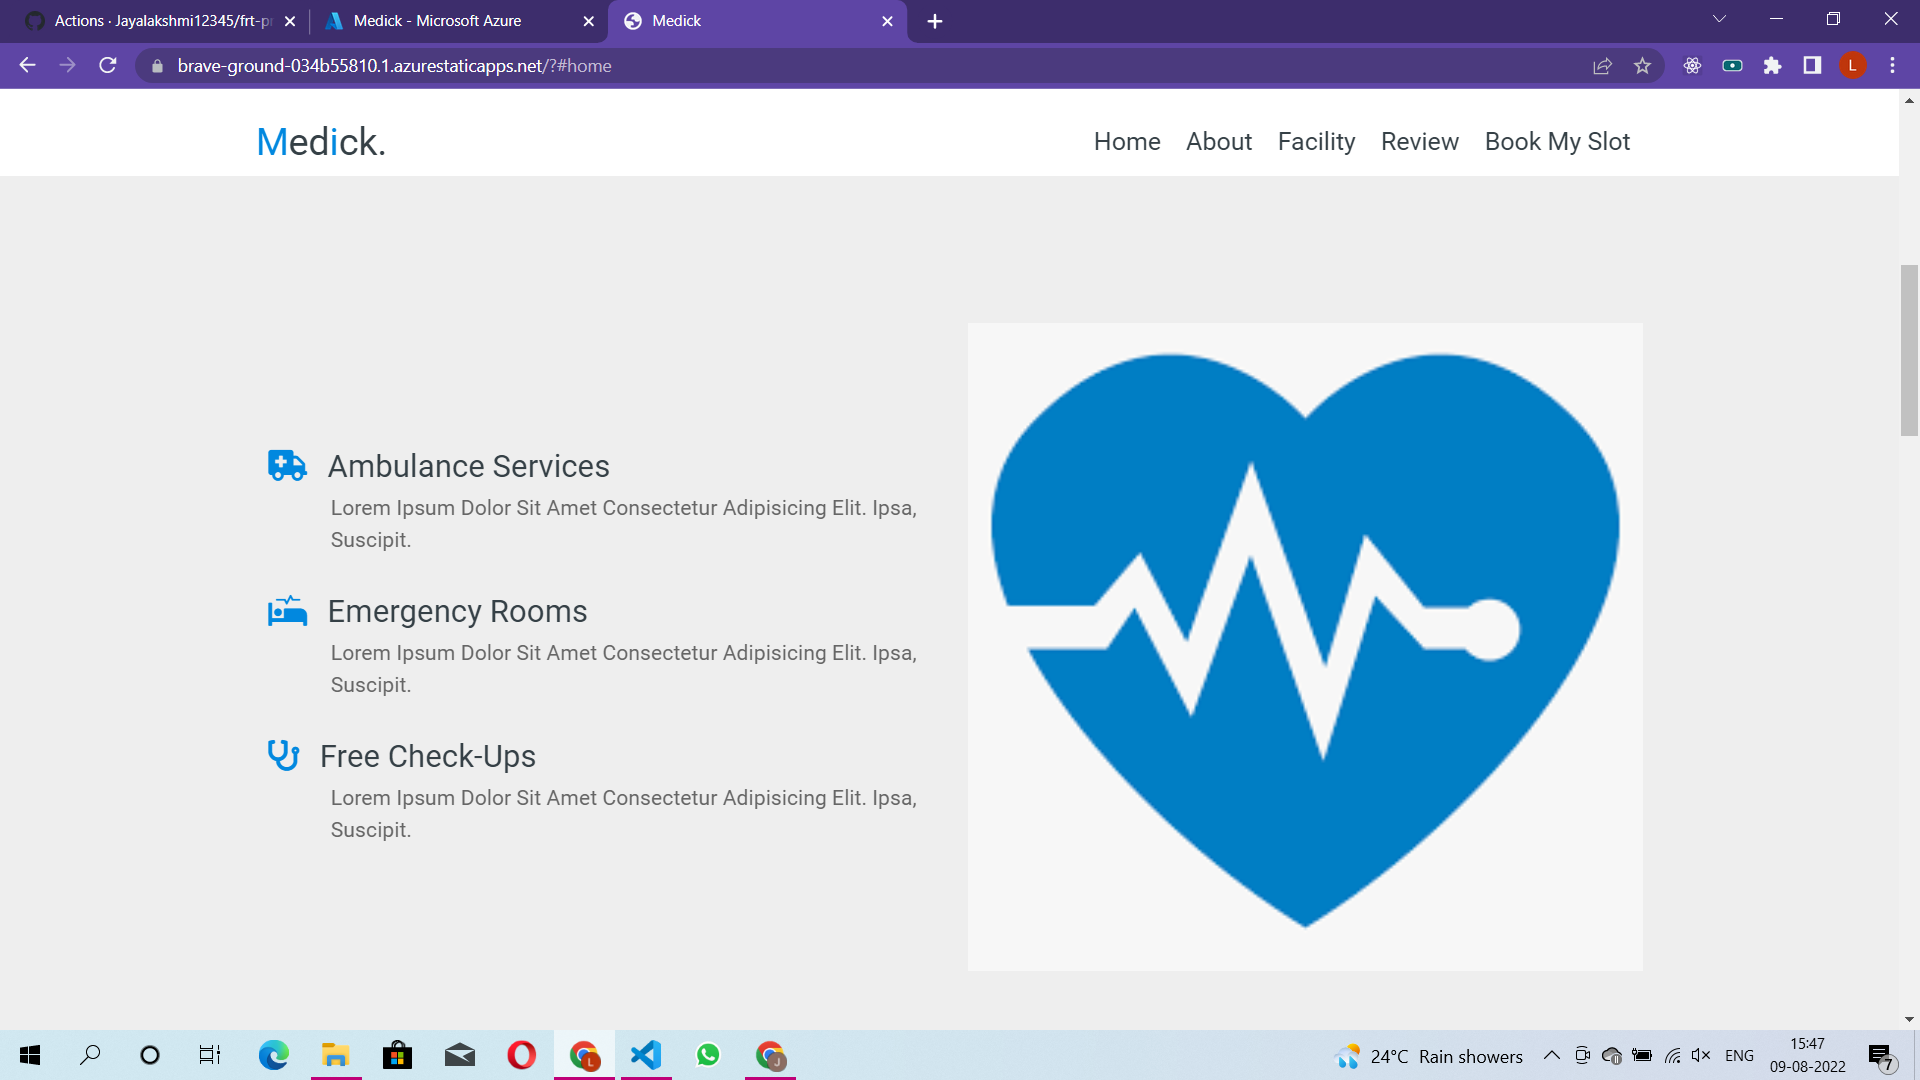 Actions · Jayalakshmi12345/frt-p
Medick - Microsoft Azure
Medick
brave-ground-034b55810.1.azurestaticapps.net/?#home
L
Medick.
Home About Facility Review Book My Slot
Ambulance Services
Lorem Ipsum Dolor Sit Amet Consectetur Adipisicing Elit. Ipsa,
Suscipit.
Emergency Rooms
Lorem Ipsum Dolor Sit Amet Consectetur Adipisicing Elit. Ipsa,
Suscipit.
Free Check-Ups
Lorem Ipsum Dolor Sit Amet Consectetur Adipisicing Elit. Ipsa,
Suscipit.
L
J
24°C Rain showers
ENG
15:47
09-08-2022
7